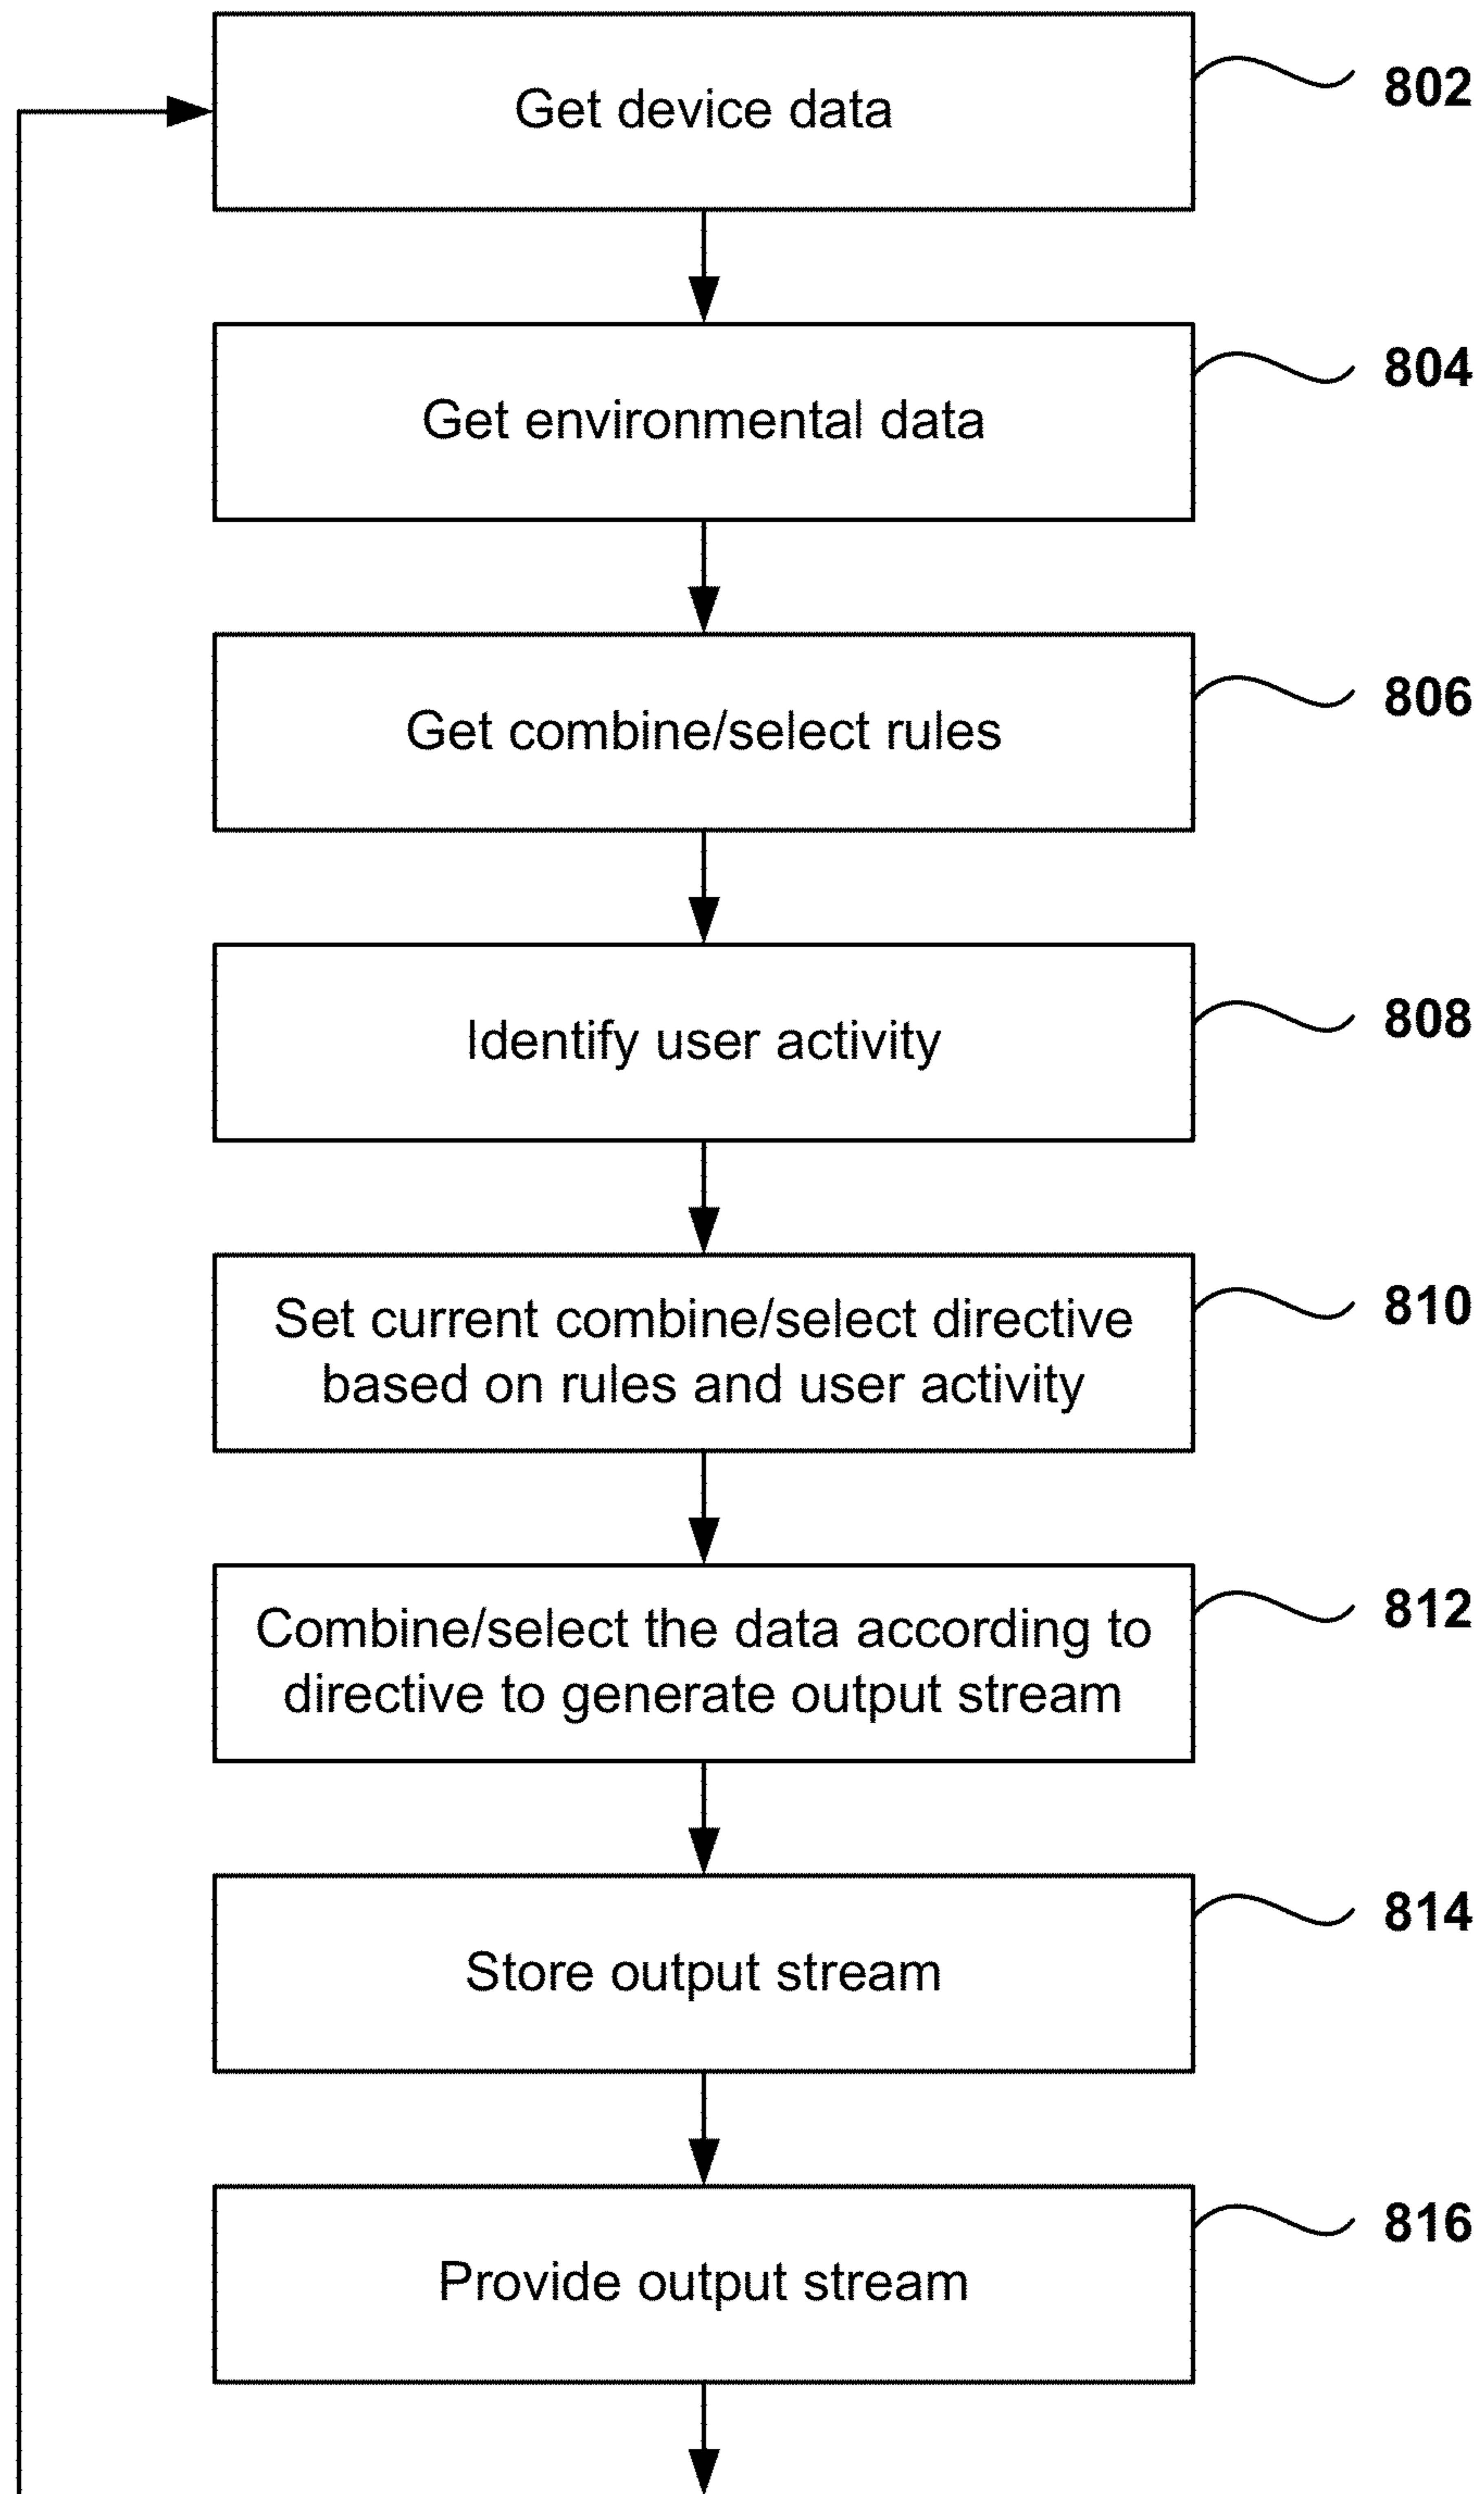 Get device data
802
Get environmental data
804
Get combine/select rules
806
Identify user activity
808
Set current combine/select directive
based on rules and user activity
810
Combine/select the data according to
directive to generate output stream
812
Store output stream
814
Provide output stream
816